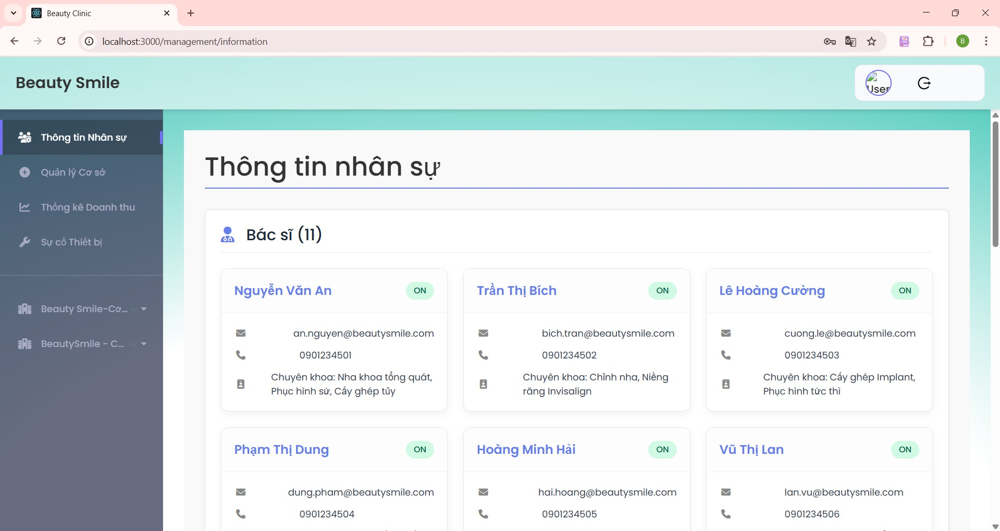 Beauty Clinic
localhost:3000/management/information
B
Beauty Smile
User
Thông tin Nhân sự
Quản lý Cơ sở
Thống kê Doanh thu
Sự cố Thiết bị
Beauty Smile-Cơ...
BeautySmile - C...
Thông tin nhân sự
Bác sĩ (11)
Nguyễn Văn An
ON
an.nguyen@beautysmile.com
0901234501
Chuyên khoa: Nha khoa tổng quát,
Phục hình sứ, Cấy ghép tủy
Trần Thị Bích
ON
bich.tran@beautysmile.com
0901234502
Chuyên khoa: Chỉnh nha, Niềng
răng Invisalign
Lê Hoàng Cường
ON
cuong.le@beautysmile.com
0901234503
Chuyên khoa: Cấy ghép Implant,
Phục hình tức thì
Phạm Thị Dung
ON
dung.pham@beautysmile.com
0901234504
Hoàng Minh Hải
ON
hai.hoang@beautysmile.com
0901234505
Vũ Thị Lan
ON
lan.vu@beautysmile.com
0901234506